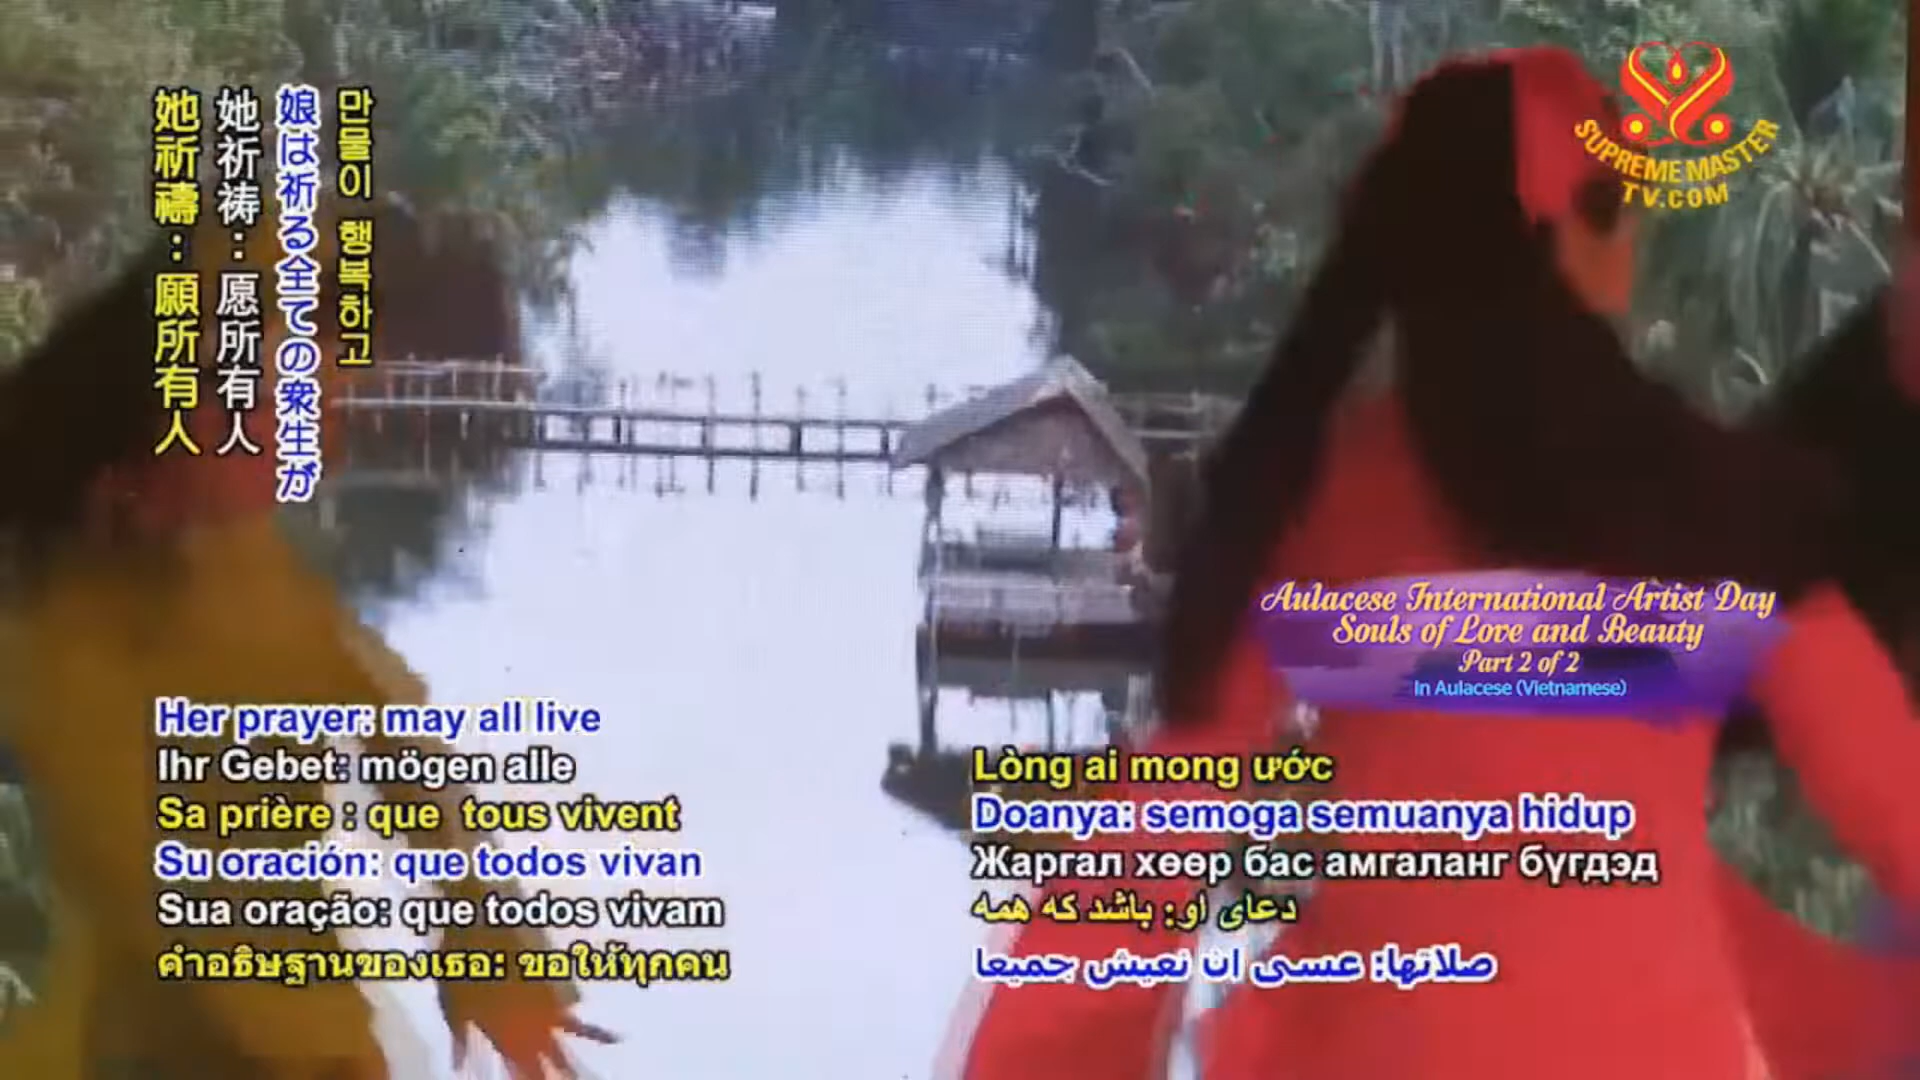 만물이 행복하고
娘は祈る全ての衆生が
她祈祷：愿所有人
她祈禱：願所有人
SUPREME MASTER
TV.COM
Aulacese International Artist Day
Souls of Love and Beauty
Part 2 of 2
In Aulacese (Vietnamese)
Her prayer: may all live
Ihr Gebet: mögen alle
Sa prière : que tous vivent
Su oración: que todos vivan
Sua oração: que todos vivam
คำอธิษฐานของเธอ: ขอให้ทุกคน
Lòng ai mong ước
Doanya: semoga semuanya hidup
Жаргал хөөр бас амгаланг бүгдэд
دعای او: باشد که همه
صلاتها: عسى ان نعيش جميعا